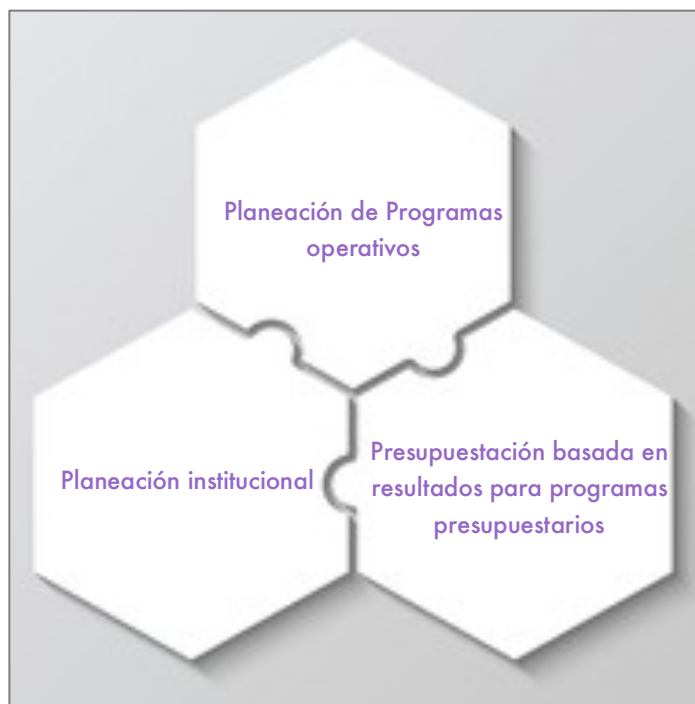 Planeación de Programas
operativos
Planeación institucional
Presupuestación basada en
resultados para programas
presupuestarios